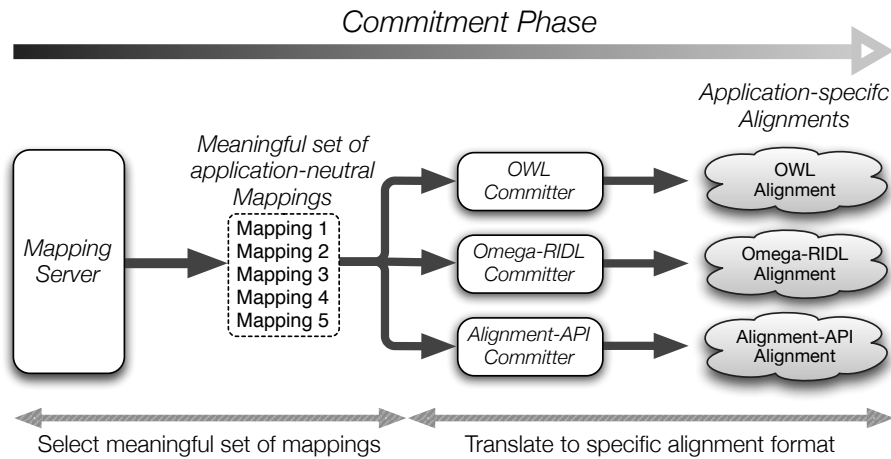 Commitment Phase
Application-specifc
Alignments
Meaningful set of
application-neutral
Mappings
Mapping
Server
Mapping 1
Mapping 2
Mapping 3
Mapping 4
Mapping 5
OWL
Committer
OWL
Alignment
Omega-RIDL
Committer
Omega-RIDL
Alignment
Alignment-API
Committer
Alignment-API
Alignment
Select meaningful set of mappings
Translate to specific alignment format